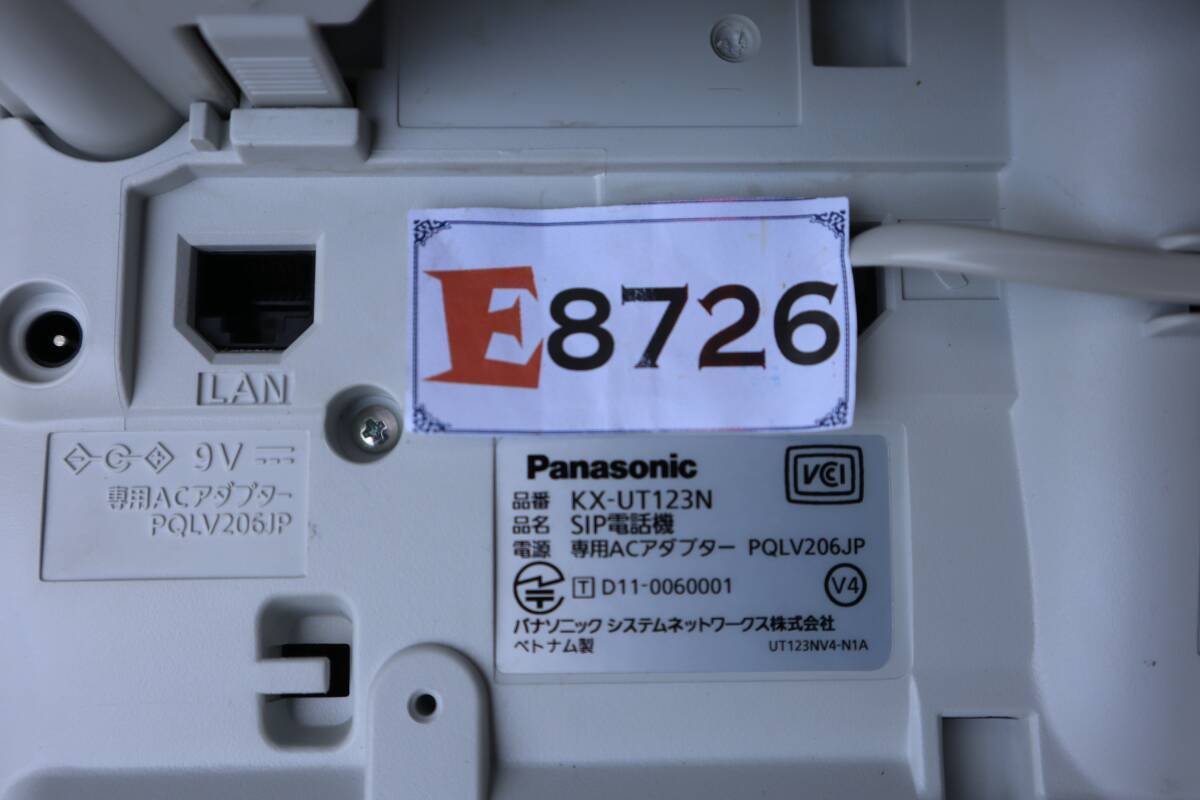 E8726
LAN
9V
専用ACアダプター
PQLV206JP
Panasonic
VCCI
品番 KX-UT123N
品名 SIP電話機
電源 専用ACアダプター PQLV206JP
T D11-0060001
V4
パナソニック システムネットワークス株式会社
ベトナム製
UT123NV4-N1A